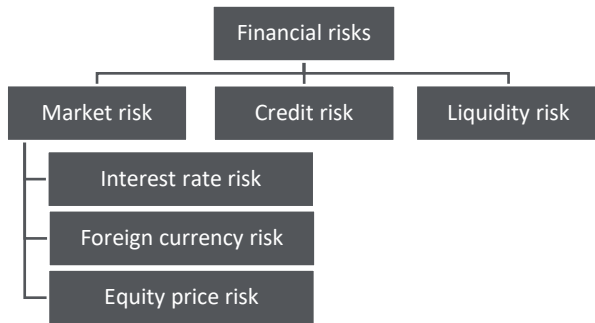 Financial risks
Market risk
Credit risk
Liquidity risk
Interest rate risk
Foreign currency risk
Equity price risk